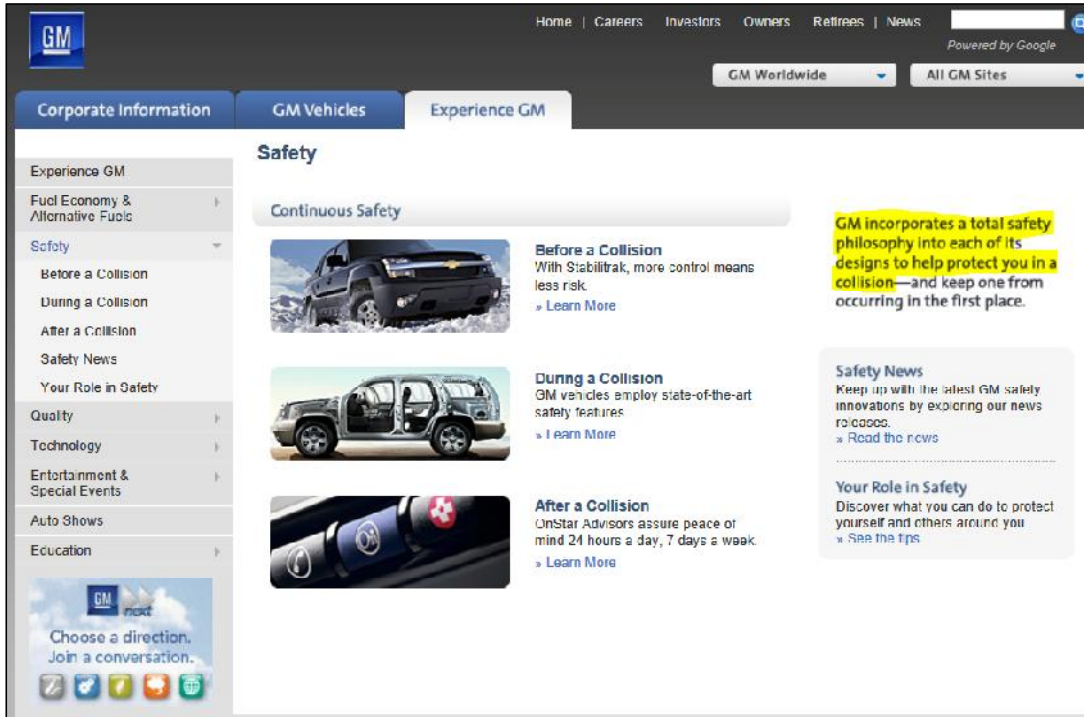 GM
Home | Careers Investors Owners Retirees | News
Powered by Google
GM Worldwide
All GM Sites
Corporate Information
GM Vehicles
Experience GM
Safety
Experience GM
Fuel Economy &
Alternative Fuels
Safety
Before a Collision
During a Collision
After a Collision
Safety News
Your Role in Safety
Quality
Technology
Entertainment &
Special Events
Auto Shows
Education
GM next
Choose a direction.
Join a conversation.
Continuous Safety
Before a Collision
With Stabilitrak, more control means
less risk.
» Learn More
During a Collision
GM vehicles employ state-of-the-art
safety features
» Learn More
After a Collision
OnStar Advisors assure peace of
mind 24 hours a day, 7 days a week.
» Learn More
GM incorporates a total safety
philosophy into each of its
designs to help protect you in a
collision—and keep one from
occurring in the first place.
Safety News
Keep up with the latest GM safety
innovations by exploring our news
releases.
» Read the news
Your Role in Safety
Discover what you can do to protect
yourself and others around you
» See the tips